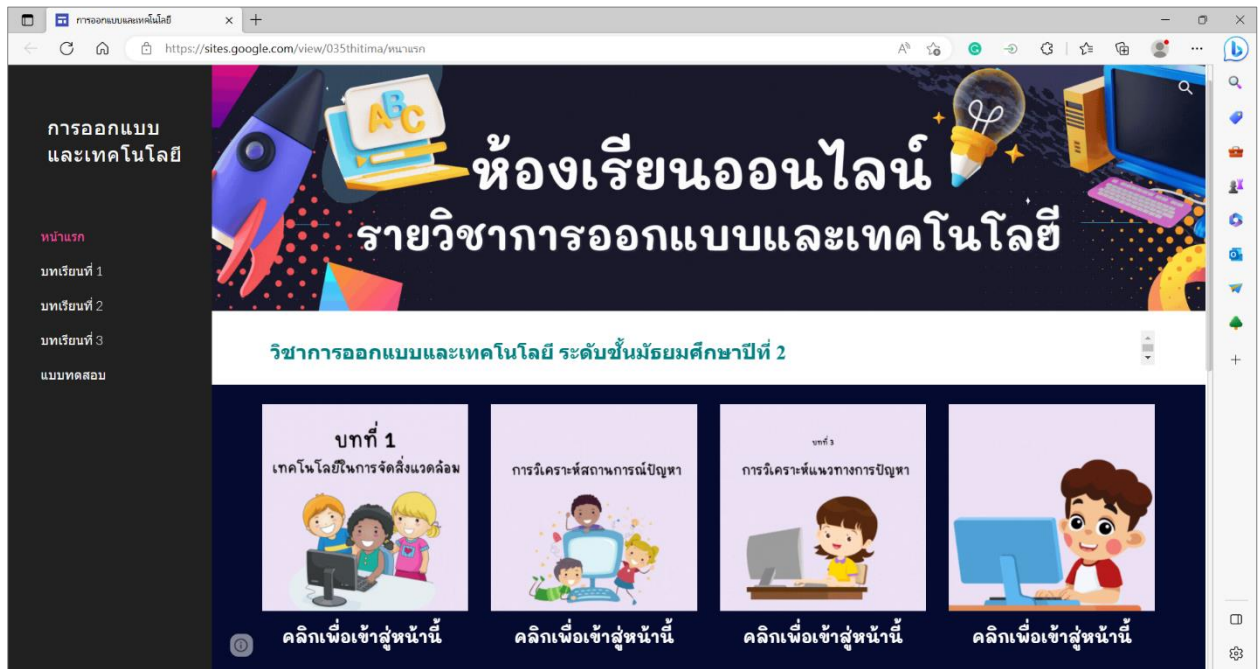 การออกแบบและเทคโนโลยี
https://sites.google.com/view/035thitima/หน้าแรก
การออกแบบ
และเทคโนโลยี
หน้าแรก
บทเรียนที่ 1
บทเรียนที่ 2
บทเรียนที่ 3
แบบทดสอบ
ABC
ห้องเรียนออนไลน์
รายวิชาการออกแบบและเทคโนโลยี
วิชาการออกแบบและเทคโนโลยี ระดับชั้นมัธยมศึกษาปีที่ 2
บทที่ 1
เทคโนโลยีในการจัดสิ่งแวดล้อม
คลิกเพื่อเข้าสู่หน้านี้
การวิเคราะห์สถานการณ์ปัญหา
คลิกเพื่อเข้าสู่หน้านี้
บทที่ 3
การวิเคราะห์แนวทางการปัญหา
คลิกเพื่อเข้าสู่หน้านี้
คลิกเพื่อเข้าสู่หน้านี้